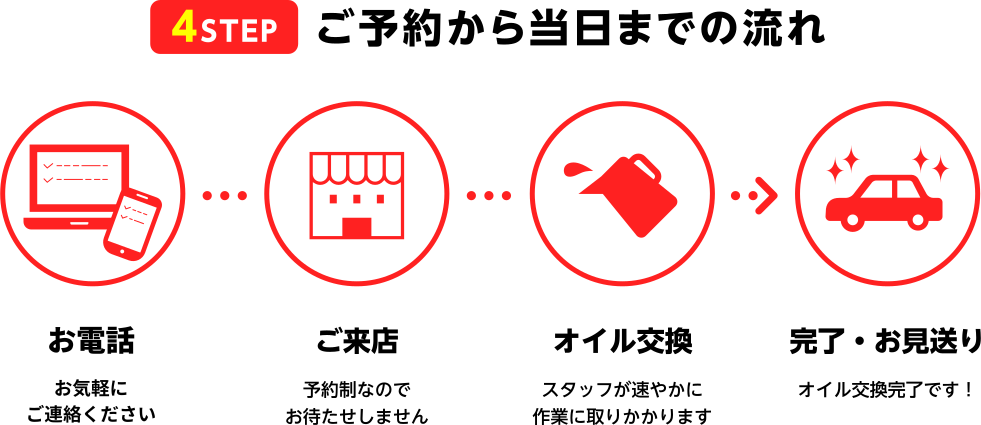 4STEP ご予約から当日までの流れ
お電話
お気軽に
ご連絡ください
ご来店
予約制なので
お待たせしません
オイル交換
スタッフが速やかに
作業に取りかかります
完了・お見送り
オイル交換完了です！